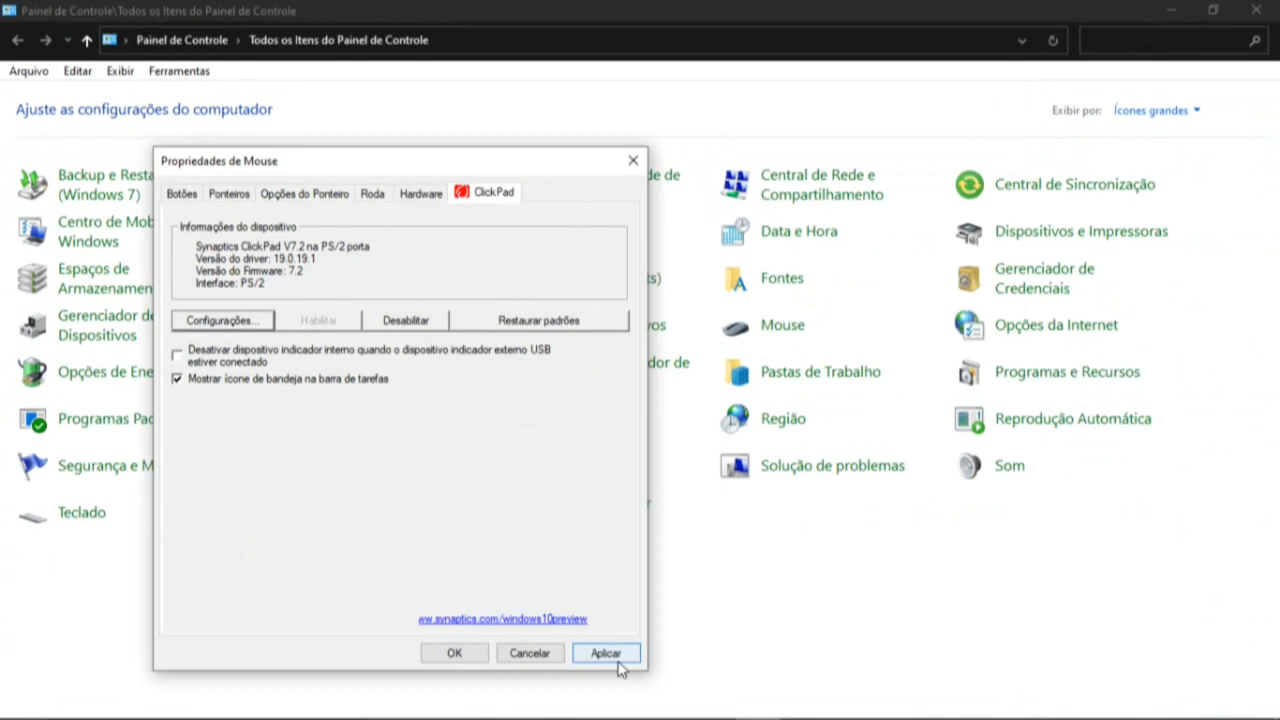 Painel de Controle\Todos os Itens do Painel de Controle
Painel de Controle › Todos os Itens do Painel de Controle
Arquivo Editar Exibir Ferramentas
Ajuste as configurações do computador
Exibir por: Ícones grandes
Backup e Resta
(Windows 7)
Centro de Mob
Windows
Espaços de
Armazenamen
Gerenciador de
Dispositivos
Opções de Ene
Programas Pad
Segurança e M
Teclado
Propriedades de Mouse
Botões Ponteiros Opções do Ponteiro Roda Hardware ClickPad
Informações do dispositivo
Synaptics ClickPad V7.2 na PS/2 porta
Versão do driver: 19.0.19.1
Versão do Firmware: 7.2
Interface: PS/2
Configurações... Habilitar Desabilitar Restaurar padrões
Desativar dispositivo indicador interno quando o dispositivo indicador externo USB
estiver conectado
Mostrar ícone de bandeja na barra de tarefas
ww.synaptics.com/windows10preview
OK Cancelar Aplicar
de de
ts)
vos
dor de
Central de Rede e
Compartilhamento
Data e Hora
Fontes
Mouse
Pastas de Trabalho
Região
Solução de problemas
Central de Sincronização
Dispositivos e Impressoras
Gerenciador de
Credenciais
Opções da Internet
Programas e Recursos
Reprodução Automática
Som